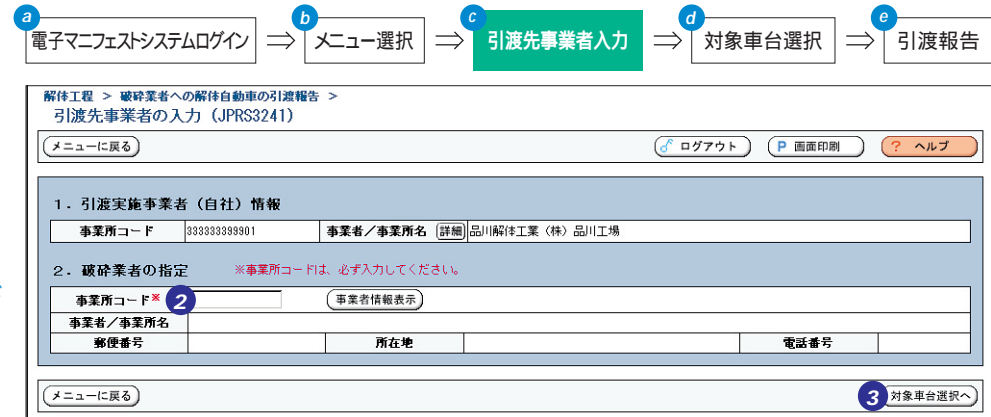 a b c d e
電子マニフェストシステムログイン ⇒ メニュー選択 ⇒ 引渡先事業者入力 ⇒ 対象車台選択 ⇒ 引渡報告
解体工程 > 破砕業者への解体自動車の引渡報告 >
引渡先事業者の入力 (JPRS3241)
メニューに戻る ログアウト P 画面印刷 ? ヘルプ
1.引渡実施事業者(自社)情報
事業所コード 333333399901 事業者/事業所名 詳細 品川解体工業(株)品川工場
2.破砕業者の指定 ※事業所コードは、必ず入力してください。
事業所コード※ 2 事業者情報表示
事業者/事業所名
郵便番号 所在地 電話番号
メニューに戻る 3 対象車台選択へ